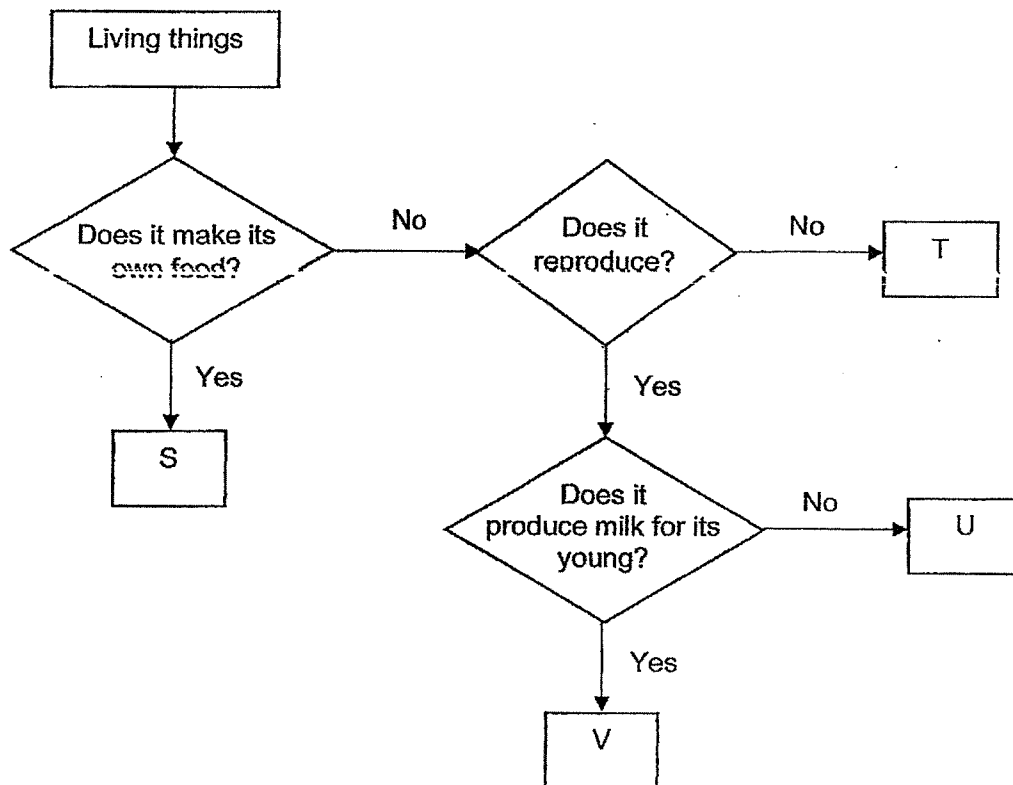 Living things
Does it make its
own food?
No
Does it
reproduce?
No
T
Yes
S
Yes
Does it
produce milk for its
young?
No
U
Yes
V